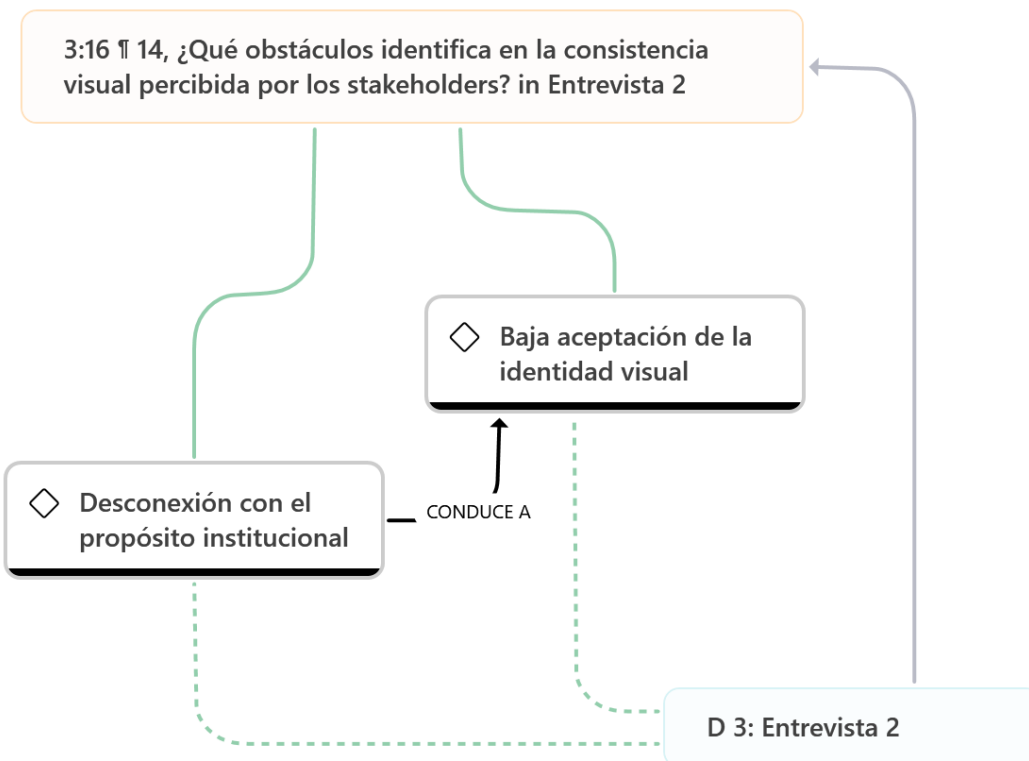 3:16 ¶ 14, ¿Qué obstáculos identifica en la consistencia
visual percibida por los stakeholders? in Entrevista 2
Baja aceptación de la
identidad visual
Desconexión con el
propósito institucional
CONDUCE A
D 3: Entrevista 2